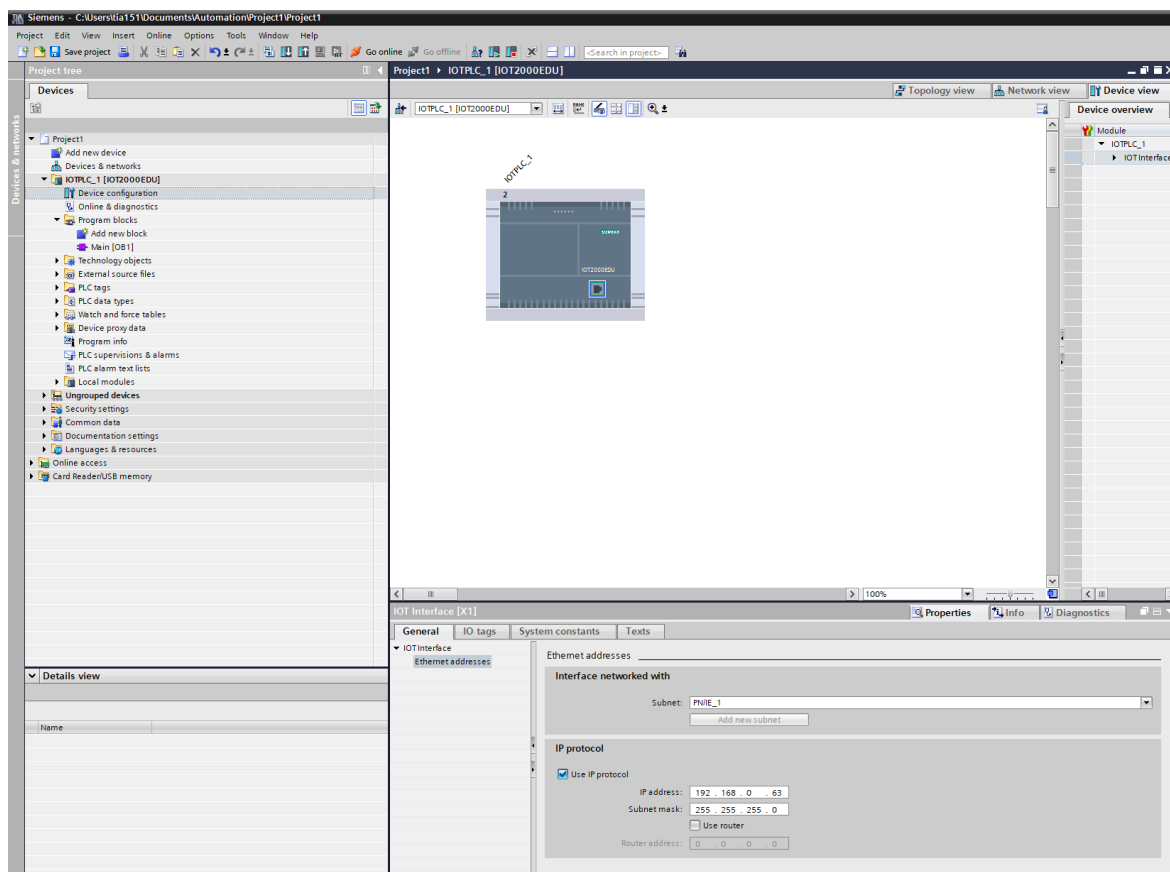 Siemens - C:\Users\tia151\Documents\Automation\Project1\Project1
Project Edit View Insert Online Options Tools Window Help
Save project Go online Go offline <Search in project>
Project tree
Project1 IOTPLC_1 [IOT2000EDU]
Devices
Topology view Network view Device view
IOTPLC_1 [IOT2000EDU]
Device overview
Devices & networks
Project1
Add new device
Devices & networks
IOTPLC_1 [IOT2000EDU]
Device configuration
Online & diagnostics
Program blocks
Add new block
Main [OB1]
Technology objects
External source files
PLC tags
PLC data types
Watch and force tables
Device proxy data
Program info
PLC supervisions & alarms
PLC alarm text lists
Local modules
Ungrouped devices
Security settings
Common data
Documentation settings
Languages & resources
Online access
Card Reader/USB memory
IOTPLC_1
2
SIEMENS
IOT2000EDU
Module
IOTPLC_1
IOT Interface
100%
IOT Interface [X1]
Properties Info Diagnostics
General IO tags System constants Texts
IOT Interface
Ethernet addresses
Ethernet addresses
Interface networked with
Subnet: PN/IE_1
Add new subnet
IP protocol
Use IP protocol
IP address: 192 . 168 . 0 . 63
Subnet mask: 255 . 255 . 255 . 0
Use router
Router address: 0 . 0 . 0 . 0
Details view
Name